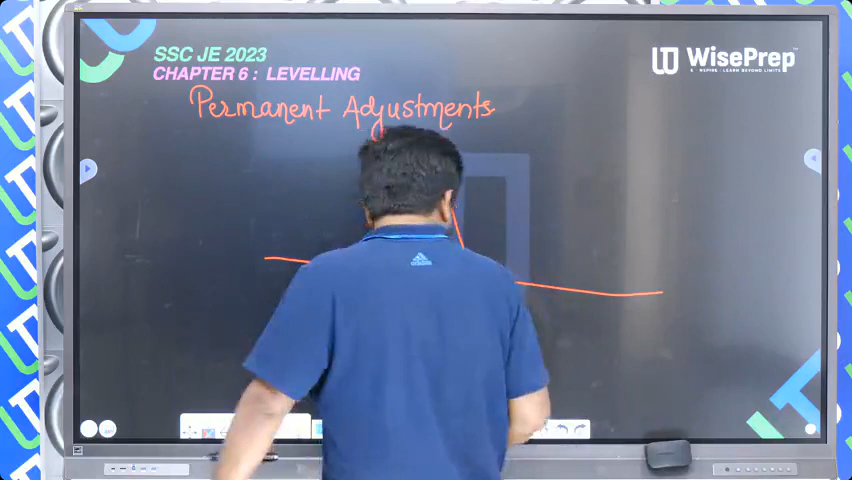 SSC JE 2023
CHAPTER 6 : LEVELLING
WisePrep
Permanent Adjustments